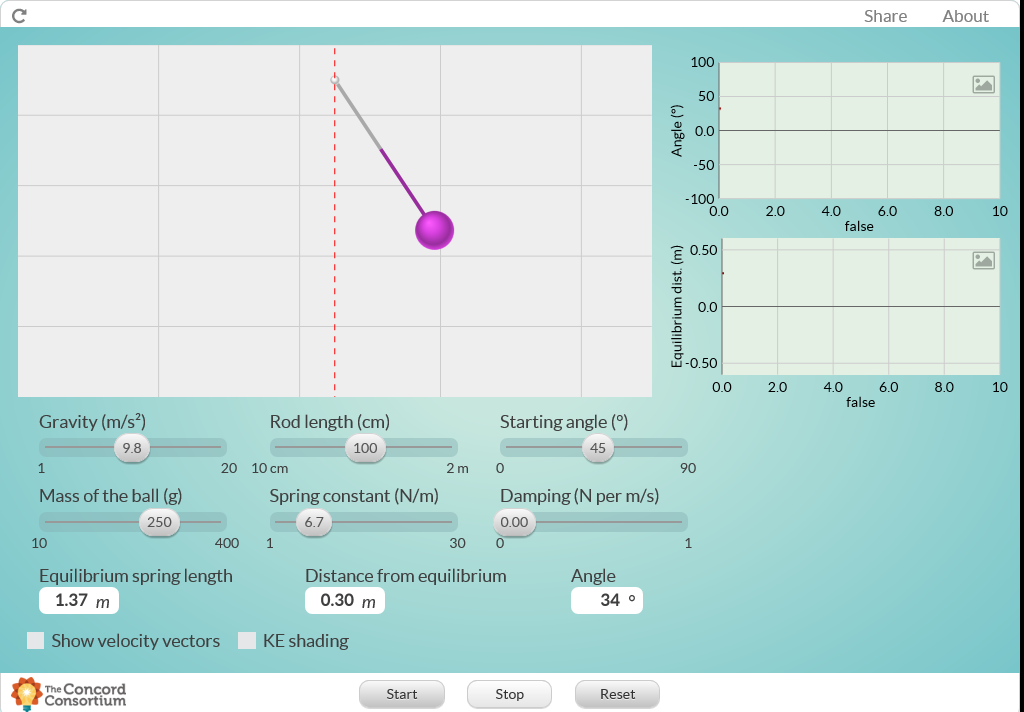 Share About
100
50
0.0
-50
-100
Angle (°)
0.0 2.0 4.0 6.0 8.0 10
false
0.50
0.0
-0.50
Equilibrium dist. (m)
0.0 2.0 4.0 6.0 8.0 10
false
Gravity (m/s²) Rod length (cm) Starting angle (°)
9.8 100 45
1 20 10 cm 2 m 0 90
Mass of the ball (g) Spring constant (N/m) Damping (N per m/s)
250 6.7 0.00
10 400 1 30 0 1
Equilibrium spring length Distance from equilibrium Angle
1.37 m 0.30 m 34 °
Show velocity vectors KE shading
The Concord
Consortium
Start Stop Reset